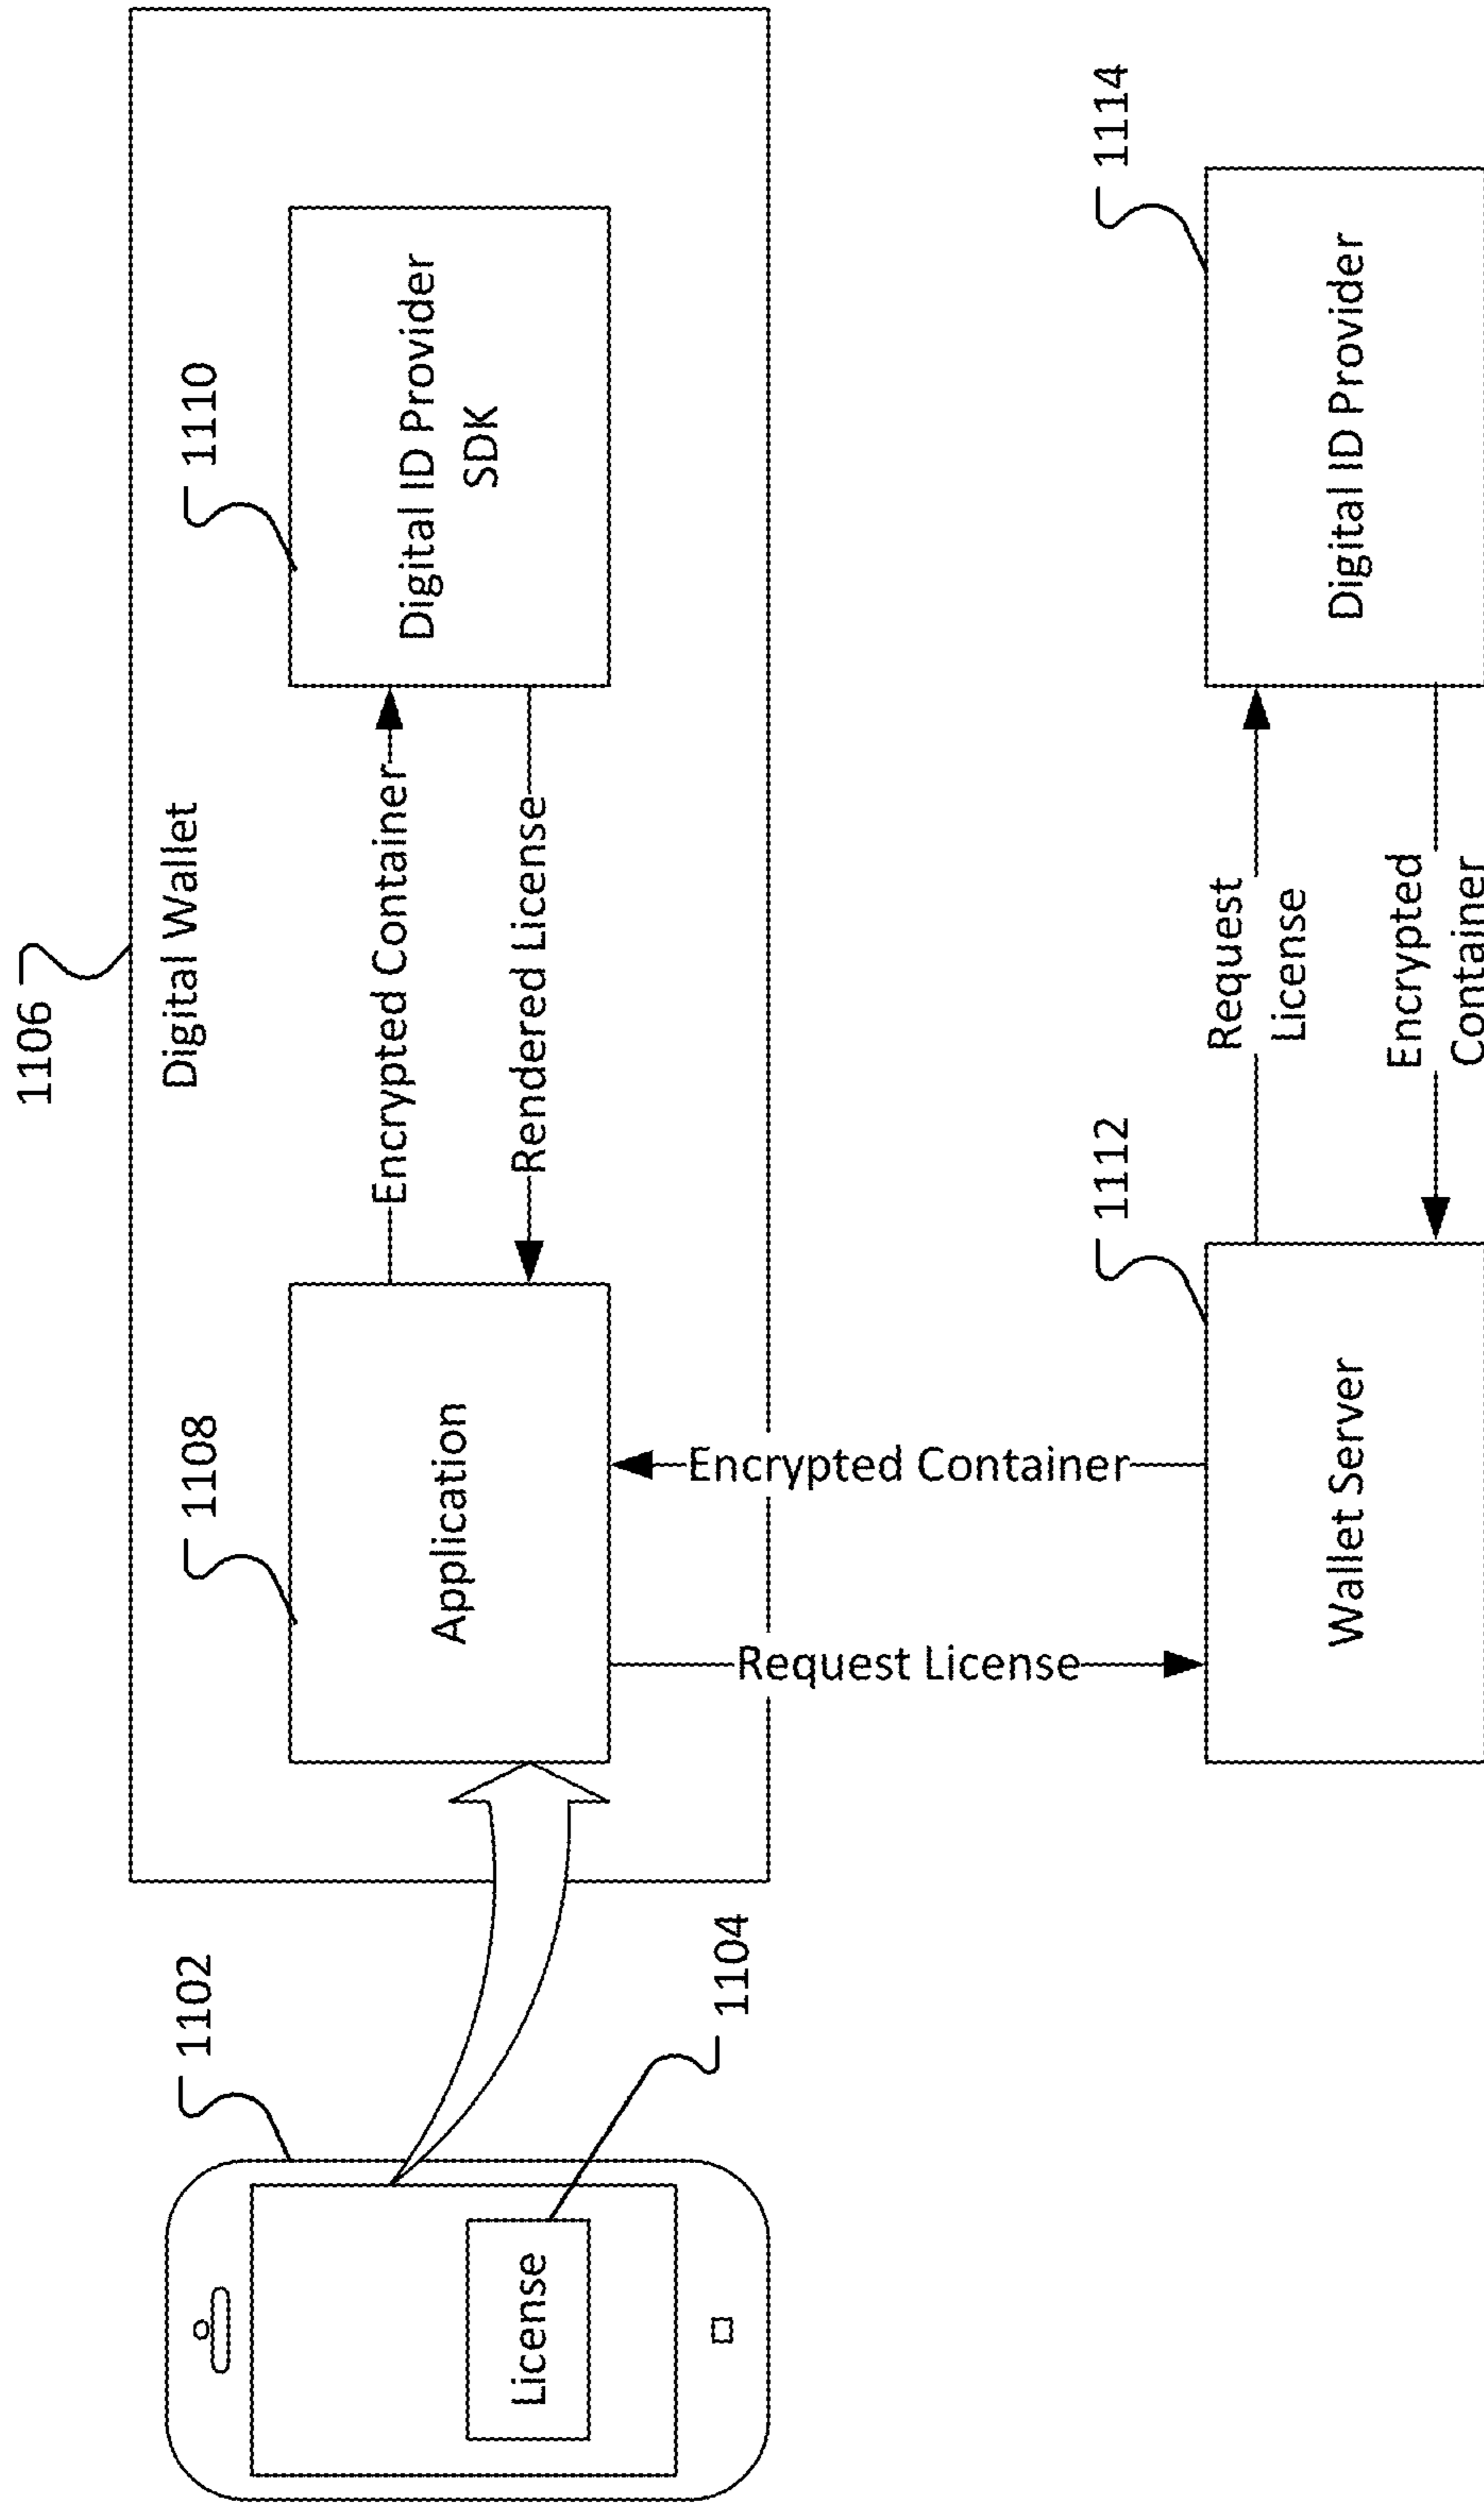 1106
Digital Wallet
1102
1108
1110
License
1104
Application
Encrypted Container
Rendered License
Digital ID Provider
SDK
Request License
Encrypted Container
1112
1114
Wallet Server
Request
License
Encrypted
Container
Digital ID Provider